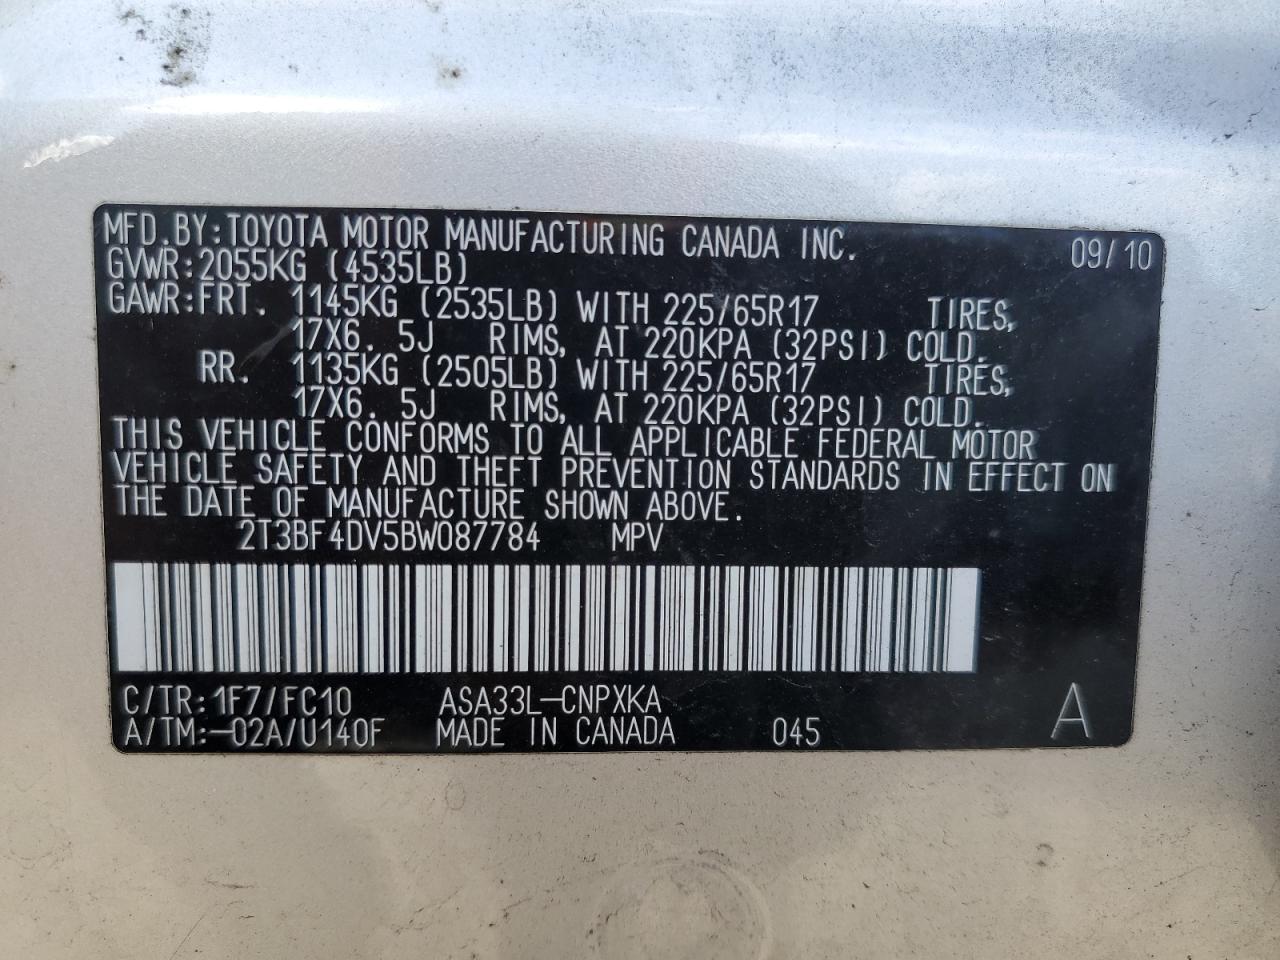 MFD.BY:TOYOTA MOTOR MANUFACTURING CANADA INC. 09/10
GVWR:2055KG (4535LB)
GAWR:FRT. 1145KG (2535LB) WITH 225/65R17 TIRES,
17X6.5J RIMS, AT 220KPA (32PSI) COLD.
RR. 1135KG (2505LB) WITH 225/65R17 TIRES,
17X6.5J RIMS, AT 220KPA (32PSI) COLD.
THIS VEHICLE CONFORMS TO ALL APPLICABLE FEDERAL MOTOR
VEHICLE SAFETY AND THEFT PREVENTION STANDARDS IN EFFECT ON
THE DATE OF MANUFACTURE SHOWN ABOVE.
2T3BF4DV5BW087784 MPV
C/TR:1F7/FC10 ASA33L-CNPXKA A
A/TM:-02A/U140F MADE IN CANADA 045